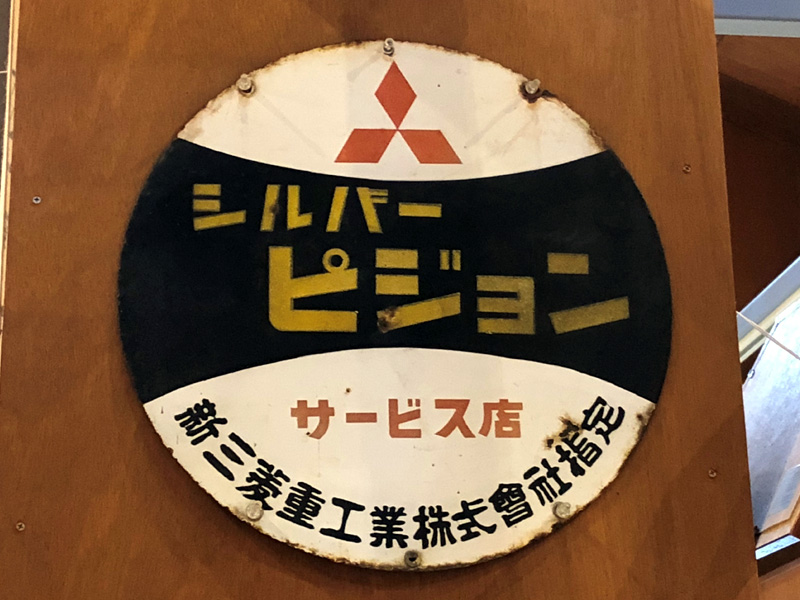 シルバー
ピジョン
サービス店
新三菱重工業株式會社指定